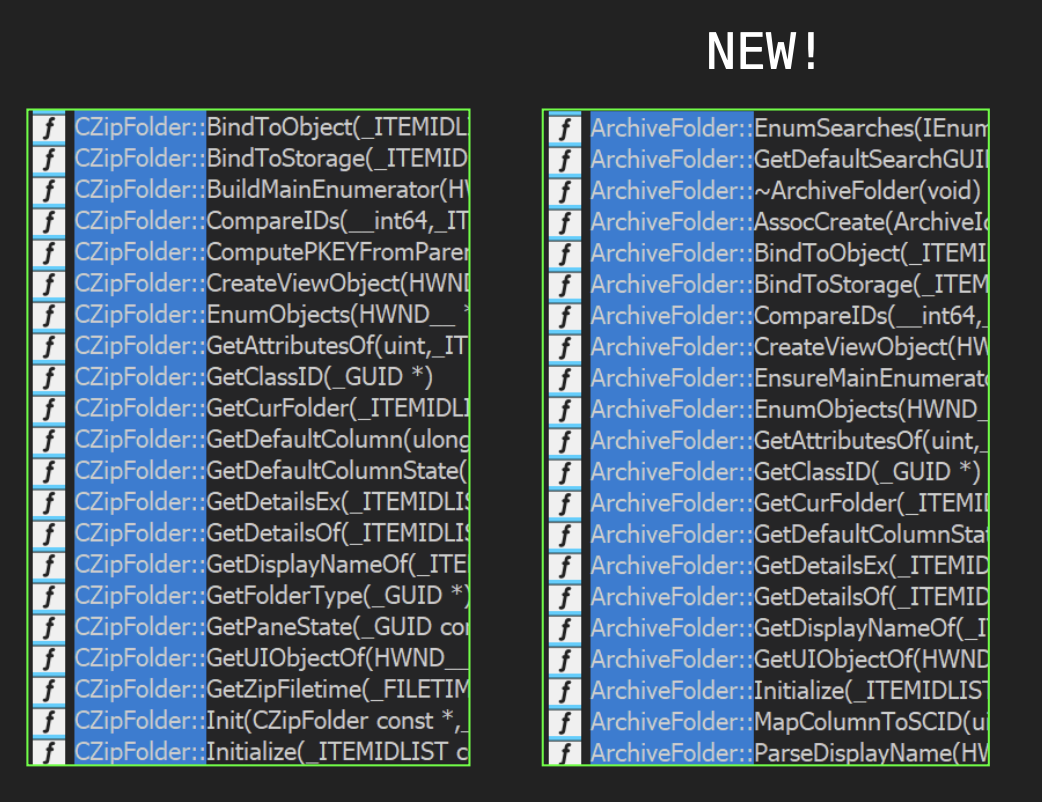 NEW!
CZipFolder::BindToObject(_ITEMIDL
CZipFolder::BindToStorage(_ITEMID
CZipFolder::BuildMainEnumerator(H
CZipFolder::CompareIDs(__int64,_IT
CZipFolder::ComputePKEYFromParer
CZipFolder::CreateViewObject(HWND
CZipFolder::EnumObjects(HWND__ *
CZipFolder::GetAttributesOf(uint,_IT
CZipFolder::GetClassID(_GUID *)
CZipFolder::GetCurFolder(_ITEMIDLI
CZipFolder::GetDefaultColumn(ulong
CZipFolder::GetDefaultColumnState(
CZipFolder::GetDetailsEx(_ITEMIDLIS
CZipFolder::GetDetailsOf(_ITEMIDLIS
CZipFolder::GetDisplayNameOf(_ITE
CZipFolder::GetFolderType(_GUID *)
CZipFolder::GetPaneState(_GUID con
CZipFolder::GetUIObjectOf(HWND__
CZipFolder::GetZipFiletime(_FILETIM
CZipFolder::Init(CZipFolder const *,_
CZipFolder::Initialize(_ITEMIDLIST c
ArchiveFolder::EnumSearches(IEnum
ArchiveFolder::GetDefaultSearchGUI
ArchiveFolder::~ArchiveFolder(void)
ArchiveFolder::AssocCreate(ArchiveIc
ArchiveFolder::BindToObject(_ITEMI
ArchiveFolder::BindToStorage(_ITEM
ArchiveFolder::CompareIDs(__int64,_
ArchiveFolder::CreateViewObject(HW
ArchiveFolder::EnsureMainEnumerato
ArchiveFolder::EnumObjects(HWND_
ArchiveFolder::GetAttributesOf(uint,_
ArchiveFolder::GetClassID(_GUID *)
ArchiveFolder::GetCurFolder(_ITEMID
ArchiveFolder::GetDefaultColumnStat
ArchiveFolder::GetDetailsEx(_ITEMID
ArchiveFolder::GetDetailsOf(_ITEMID
ArchiveFolder::GetDisplayNameOf(_I
ArchiveFolder::GetUIObjectOf(HWND
ArchiveFolder::Initialize(_ITEMIDLIST
ArchiveFolder::MapColumnToSCID(ui
ArchiveFolder::ParseDisplayName(HW